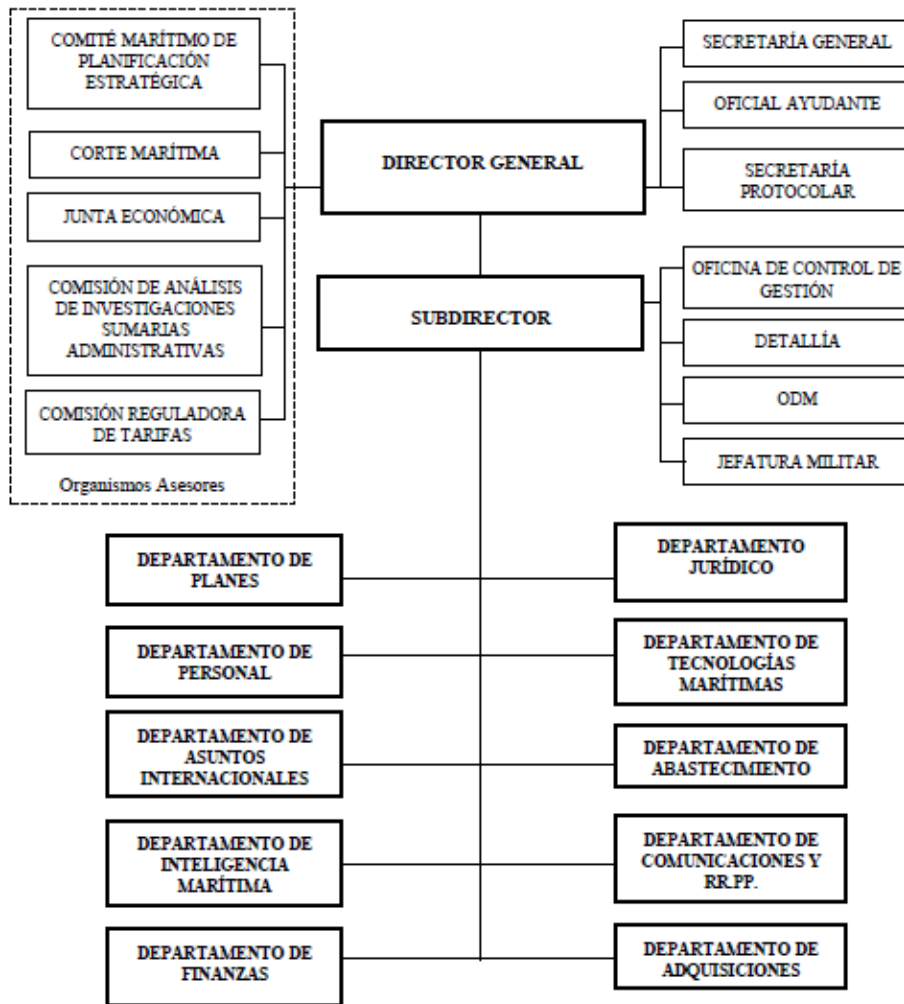 COMITÉ MARÍTIMO DE
PLANIFICACIÓN
ESTRATÉGICA
CORTE MARÍTIMA
JUNTA ECONÓMICA
COMISIÓN DE ANÁLISIS
DE INVESTIGACIONES
SUMARIAS
ADMINISTRATIVAS
COMISIÓN REGULADORA
DE TARIFAS
Organismos Asesores
DIRECTOR GENERAL
SUBDIRECTOR
SECRETARÍA GENERAL
OFICIAL AYUDANTE
SECRETARÍA
PROTOCOLAR
OFICINA DE CONTROL DE
GESTIÓN
DETALLÍA
ODM
JEFATURA MILITAR
DEPARTAMENTO DE
PLANES
DEPARTAMENTO
JURÍDICO
DEPARTAMENTO DE
PERSONAL
DEPARTAMENTO DE
TECNOLOGÍAS
MARÍTIMAS
DEPARTAMENTO DE
ASUNTOS
INTERNACIONALES
DEPARTAMENTO DE
ABASTECIMIENTO
DEPARTAMENTO DE
INTELIGENCIA
MARÍTIMA
DEPARTAMENTO DE
COMUNICACIONES Y
RR.PP.
DEPARTAMENTO DE
FINANZAS
DEPARTAMENTO DE
ADQUISICIONES